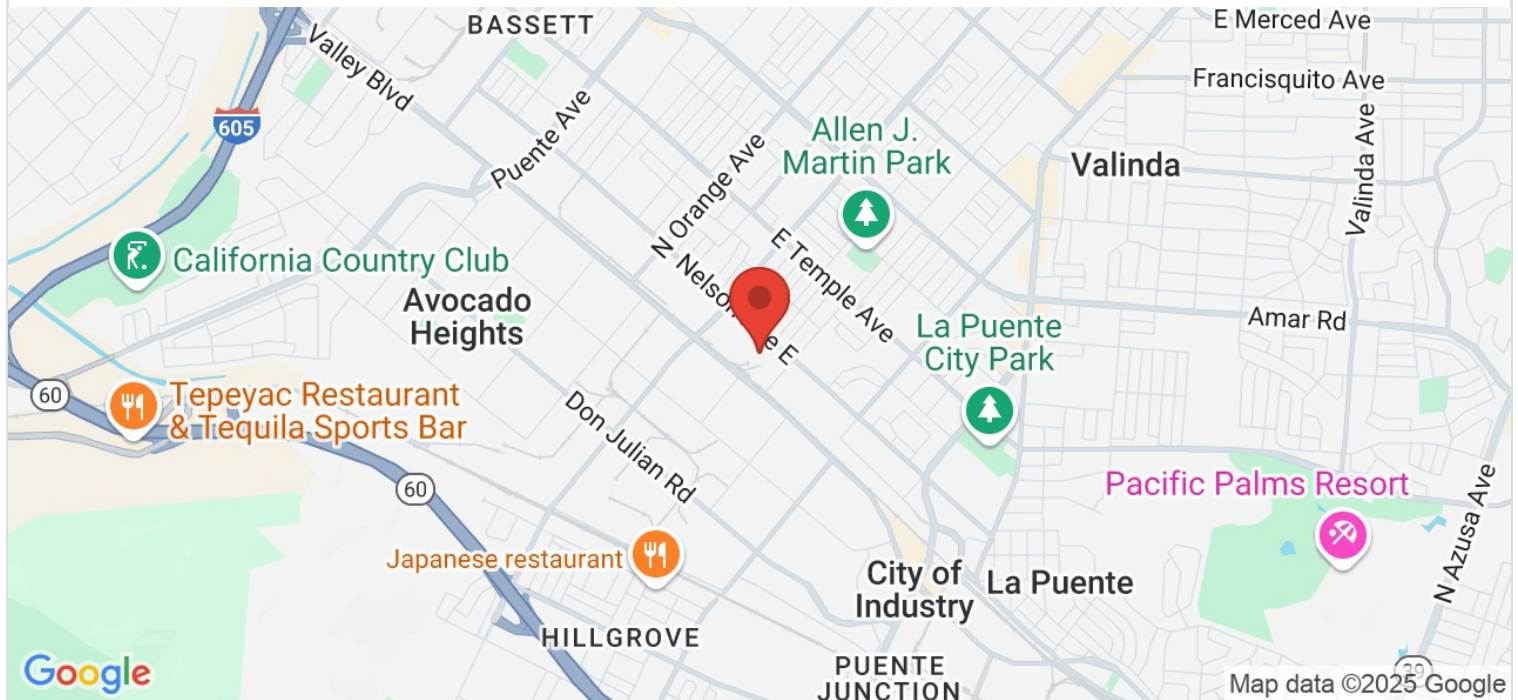 BASSETT
E Merced Ave
Valley Blvd
Francisquito Ave
605
Puente Ave
Allen J.
Martin Park
N Orange Ave
Valinda
Valinda Ave
E Temple Ave
California Country Club
Nelson
e E
Avocado
Heights
La Puente
City Park
Amar Rd
60
Tepeyac Restaurant
& Tequila Sports Bar
Don Julian Rd
60
Pacific Palms Resort
N Azusa Ave
Japanese restaurant
City of
Industry
La Puente
HILLGROVE
PUENTE
JUNCTION
39
Google
Map data ©2025 Google